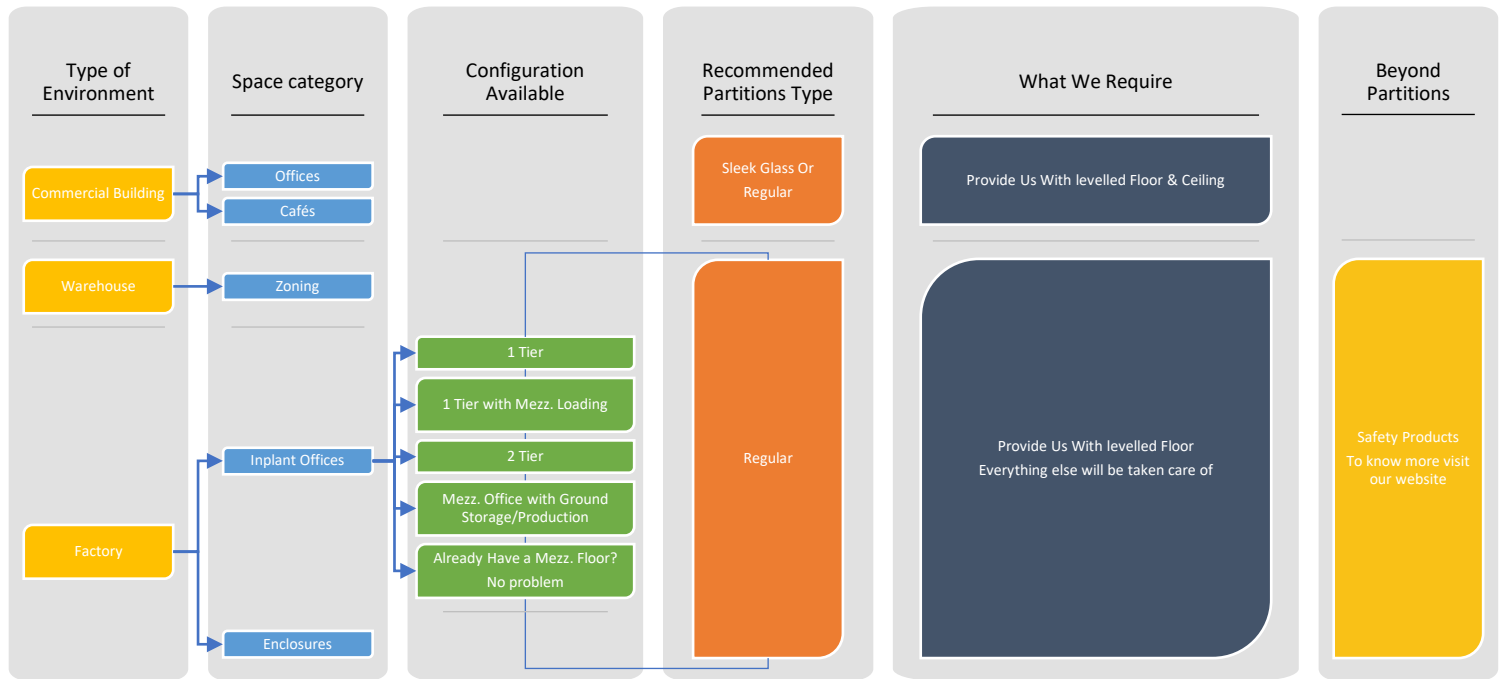 Type of
Environment
Space category
Configuration
Available
Recommended
Partitions Type
What We Require
Beyond
Partitions
Commercial Building
Offices
Cafés
Sleek Glass Or
Regular
Provide Us With levelled Floor & Ceiling
Warehouse
Zoning
Factory
Inplant Offices
Enclosures
1 Tier
1 Tier with Mezz. Loading
2 Tier
Mezz. Office with Ground
Storage/Production
Already Have a Mezz. Floor?
No problem
Regular
Provide Us With levelled Floor
Everything else will be taken care of
Safety Products
To know more visit
our website